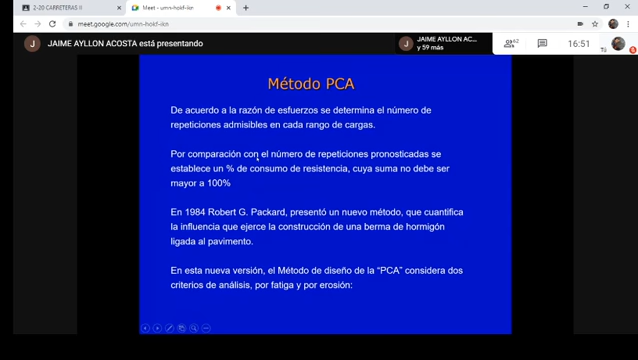 2-20 CARRETERAS II
Meet - umn-hokf-ikn
meet.google.com/umn-hokf-ikn
J JAIME AYLLON ACOSTA está presentando
J JAIME AYLLON AC...
y 59 más
62
16:51
Método PCA
De acuerdo a la razón de esfuerzos se determina el número de
repeticiones admisibles en cada rango de cargas.
Por comparación con el número de repeticiones pronosticadas se
establece un % de consumo de resistencia, cuya suma no debe ser
mayor a 100%
En 1984 Robert G. Packard, presentó un nuevo método, que cuantifica
la influencia que ejerce la construcción de una berma de hormigón
ligada al pavimento.
En esta nueva versión, el Método de diseño de la "PCA" considera dos
criterios de análisis, por fatiga y por erosión: